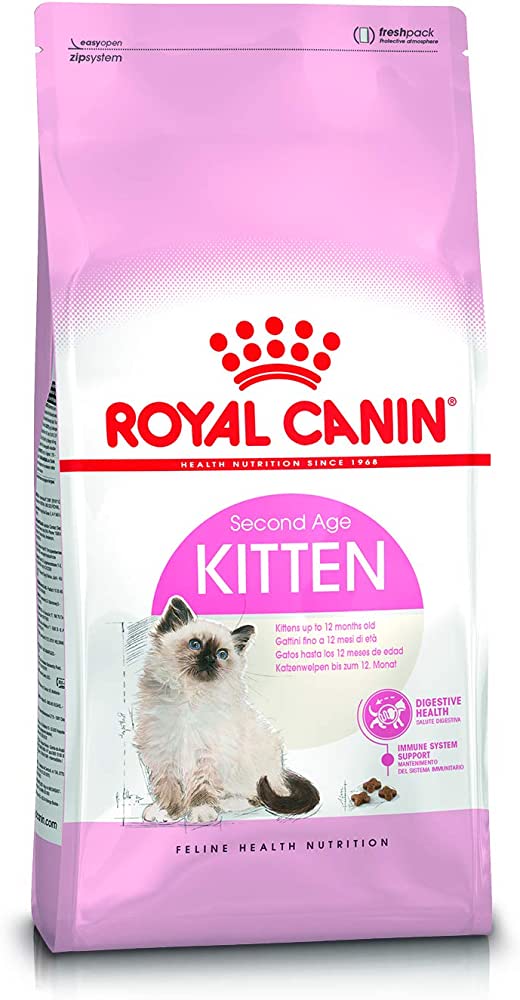 easyopen
zipsystem
freshpack
Protective atmosphere
ROYAL CANIN®
HEALTH NUTRITION SINCE 1968
Second Age
KITTEN
Kittens up to 12 months old
Gattini fino a 12 mesi di età
Gatos hasta los 12 meses de edad
Katzenwelpen bis zum 12. Monat
DIGESTIVE
HEALTH
SALUTE DIGESTIVA
IMMUNE SYSTEM
SUPPORT
MANTENIMENTO
DEL SISTEMA IMMUNITARIO
FELINE HEALTH NUTRITION